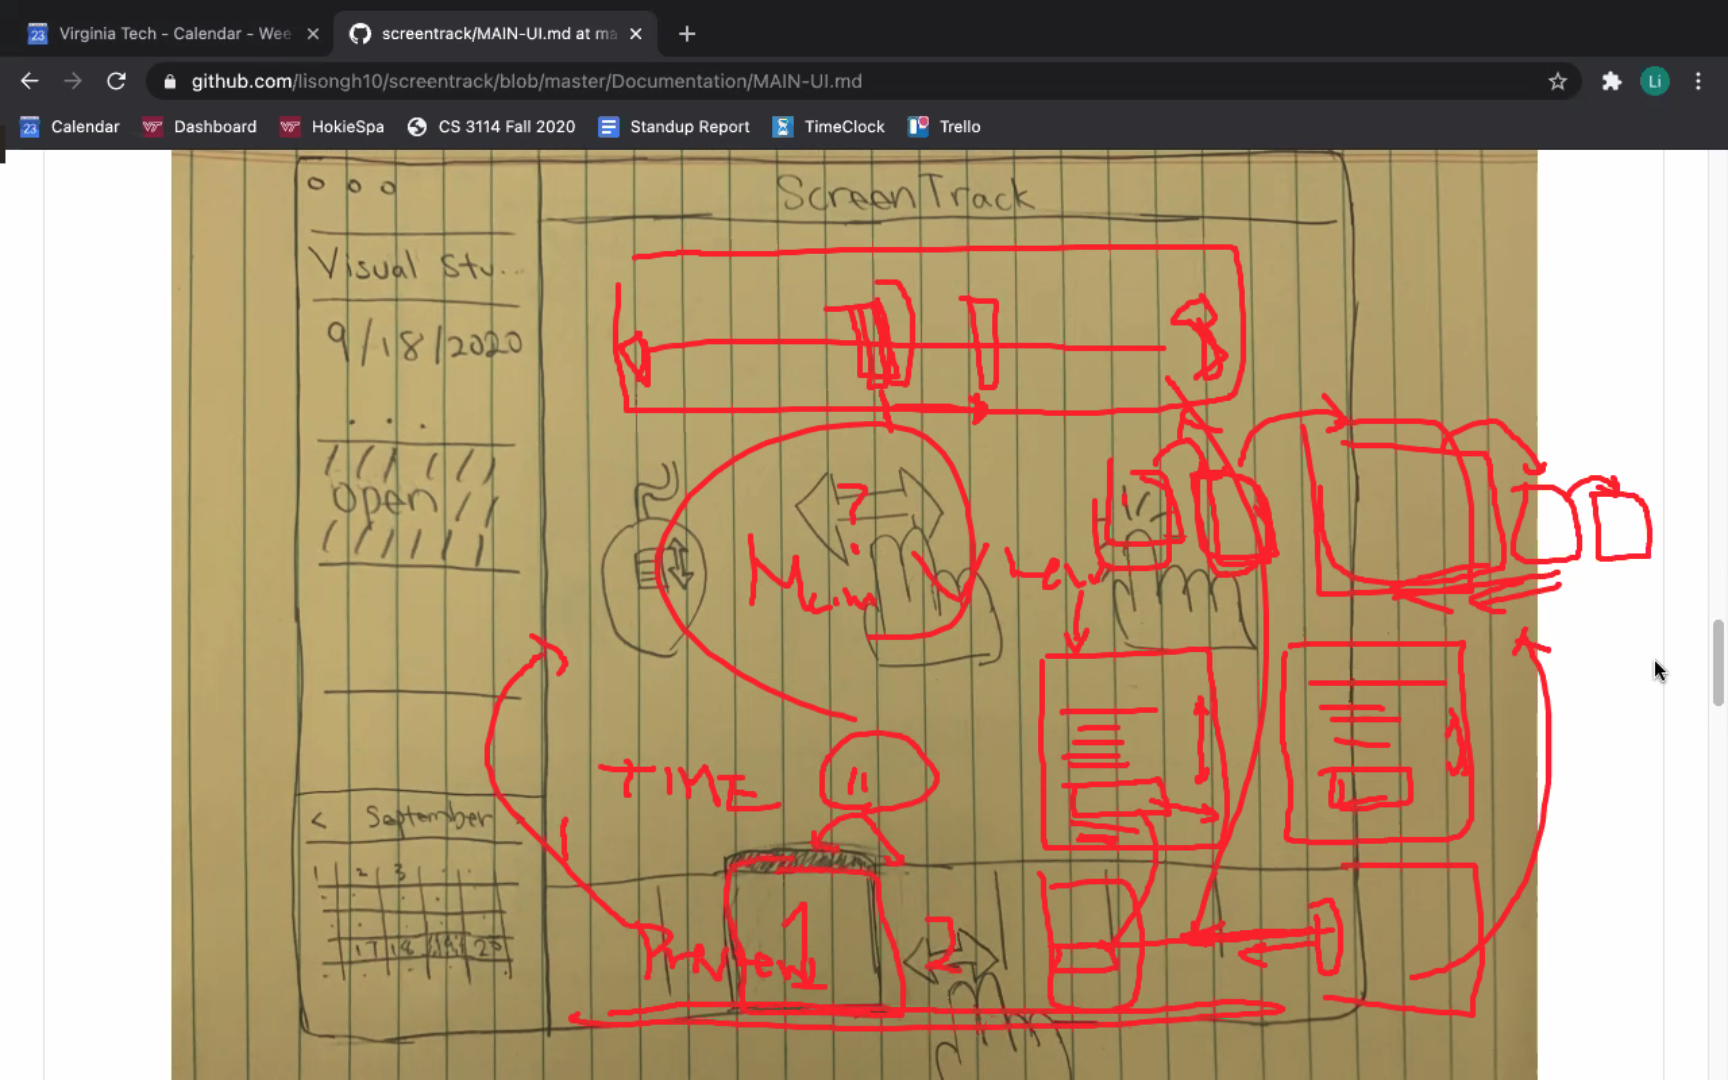 Virginia Tech - Calendar - Wee
screentrack/MAIN-UI.md at ma
github.com/lisongh10/screentrack/blob/master/Documentation/MAIN-UI.md
Li
23 Calendar
Dashboard
HokieSpa
CS 3114 Fall 2020
Standup Report
TimeClock
Trello
ScreenTrack
Visual Stu...
9/18/2020
. . .
Open
?
Main
TIME
11
< September >
1 2 3
17 18 19 20
Preview
1
2